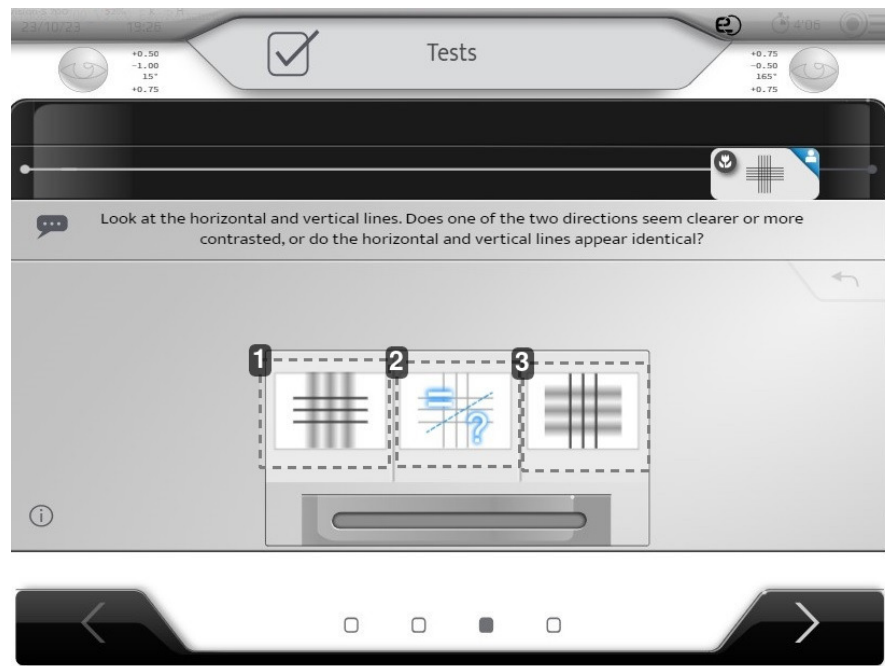 23/10/23 19:26
Tests
4'06
+0.50
-1.00
15°
+0.75
+0.75
-0.50
165°
+0.75
Look at the horizontal and vertical lines. Does one of the two directions seem clearer or more
contrasted, or do the horizontal and vertical lines appear identical?
1 2 3